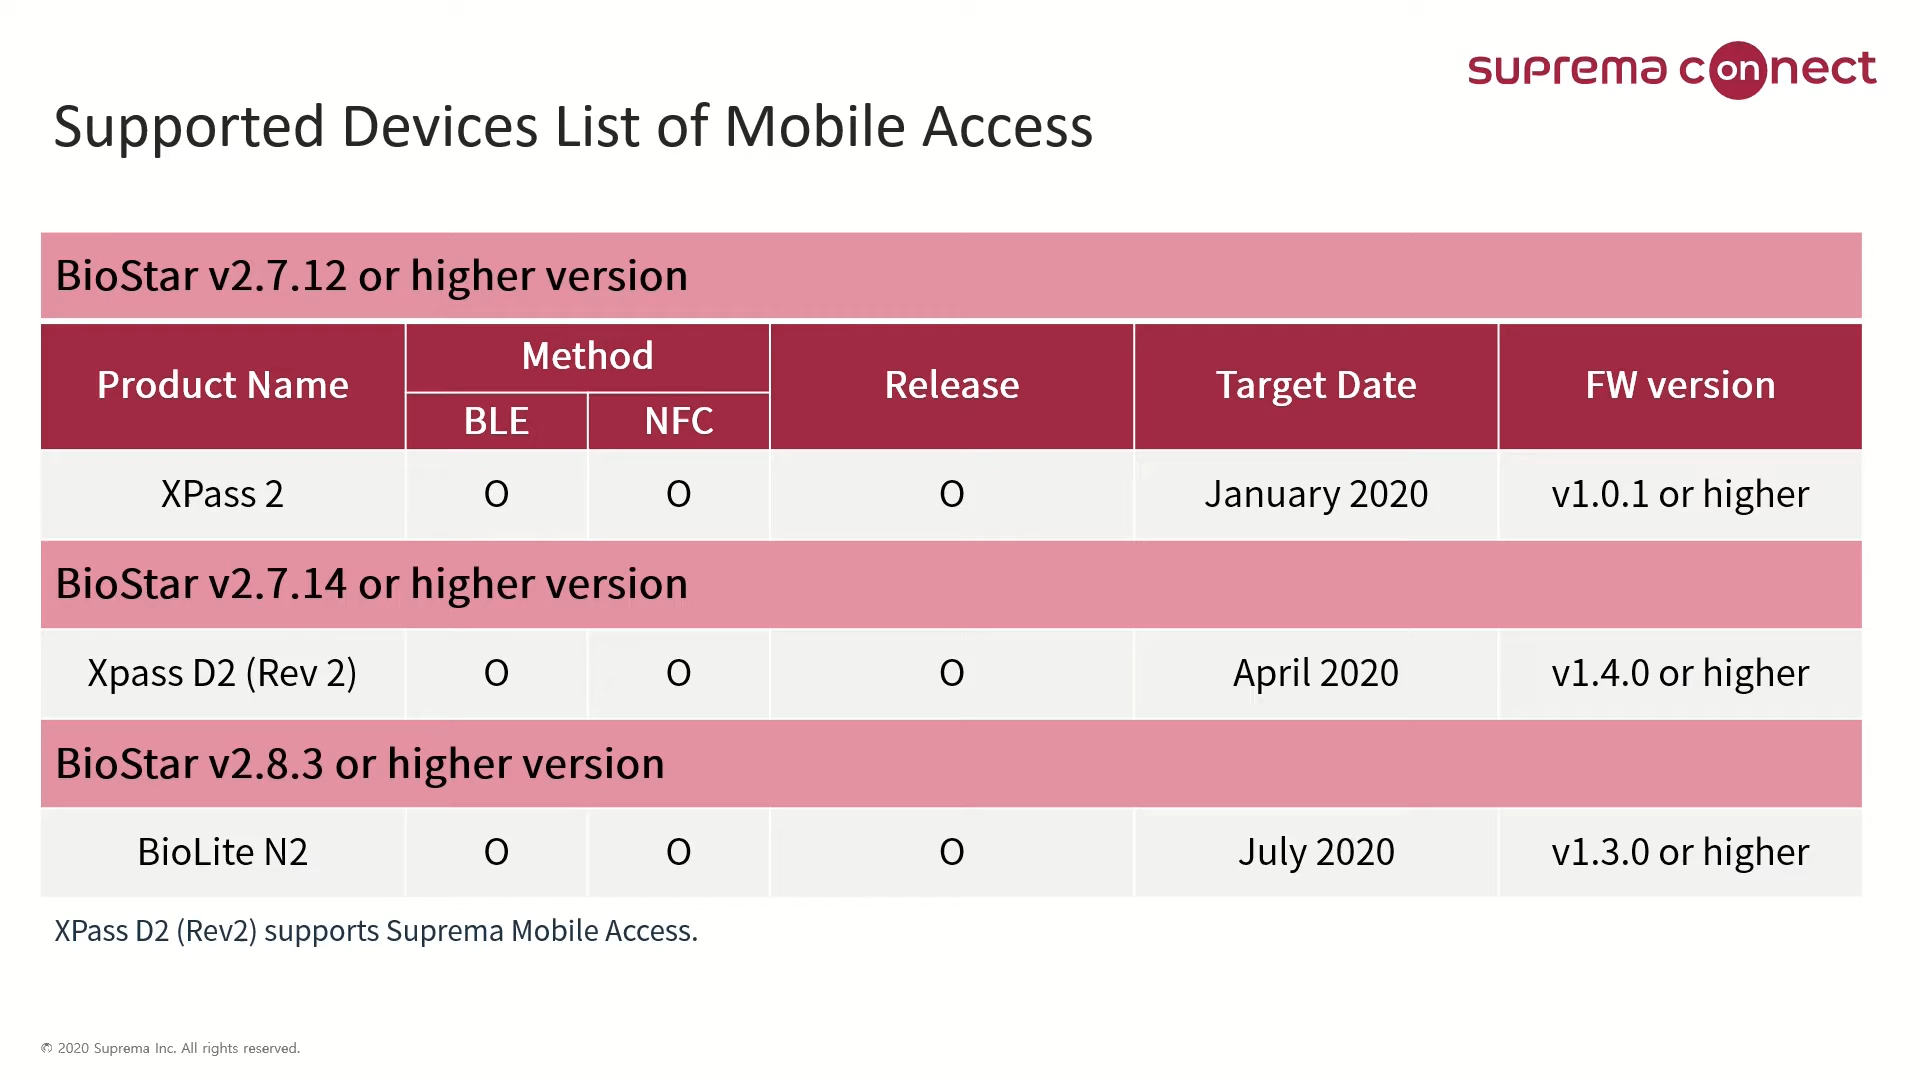 suprema connect
Supported Devices List of Mobile Access
BioStar v2.7.12 or higher version
Product Name Method Release Target Date FW version
BLE NFC
XPass 2 O O O January 2020 v1.0.1 or higher
BioStar v2.7.14 or higher version
Xpass D2 (Rev 2) O O O April 2020 v1.4.0 or higher
BioStar v2.8.3 or higher version
BioLite N2 O O O July 2020 v1.3.0 or higher
XPass D2 (Rev2) supports Suprema Mobile Access.
© 2020 Suprema Inc. All rights reserved.